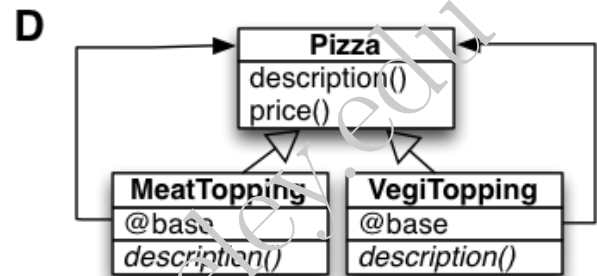 D
Pizza
description()
price()
MeatTopping
VegiTopping
@base
@base
description()
description()